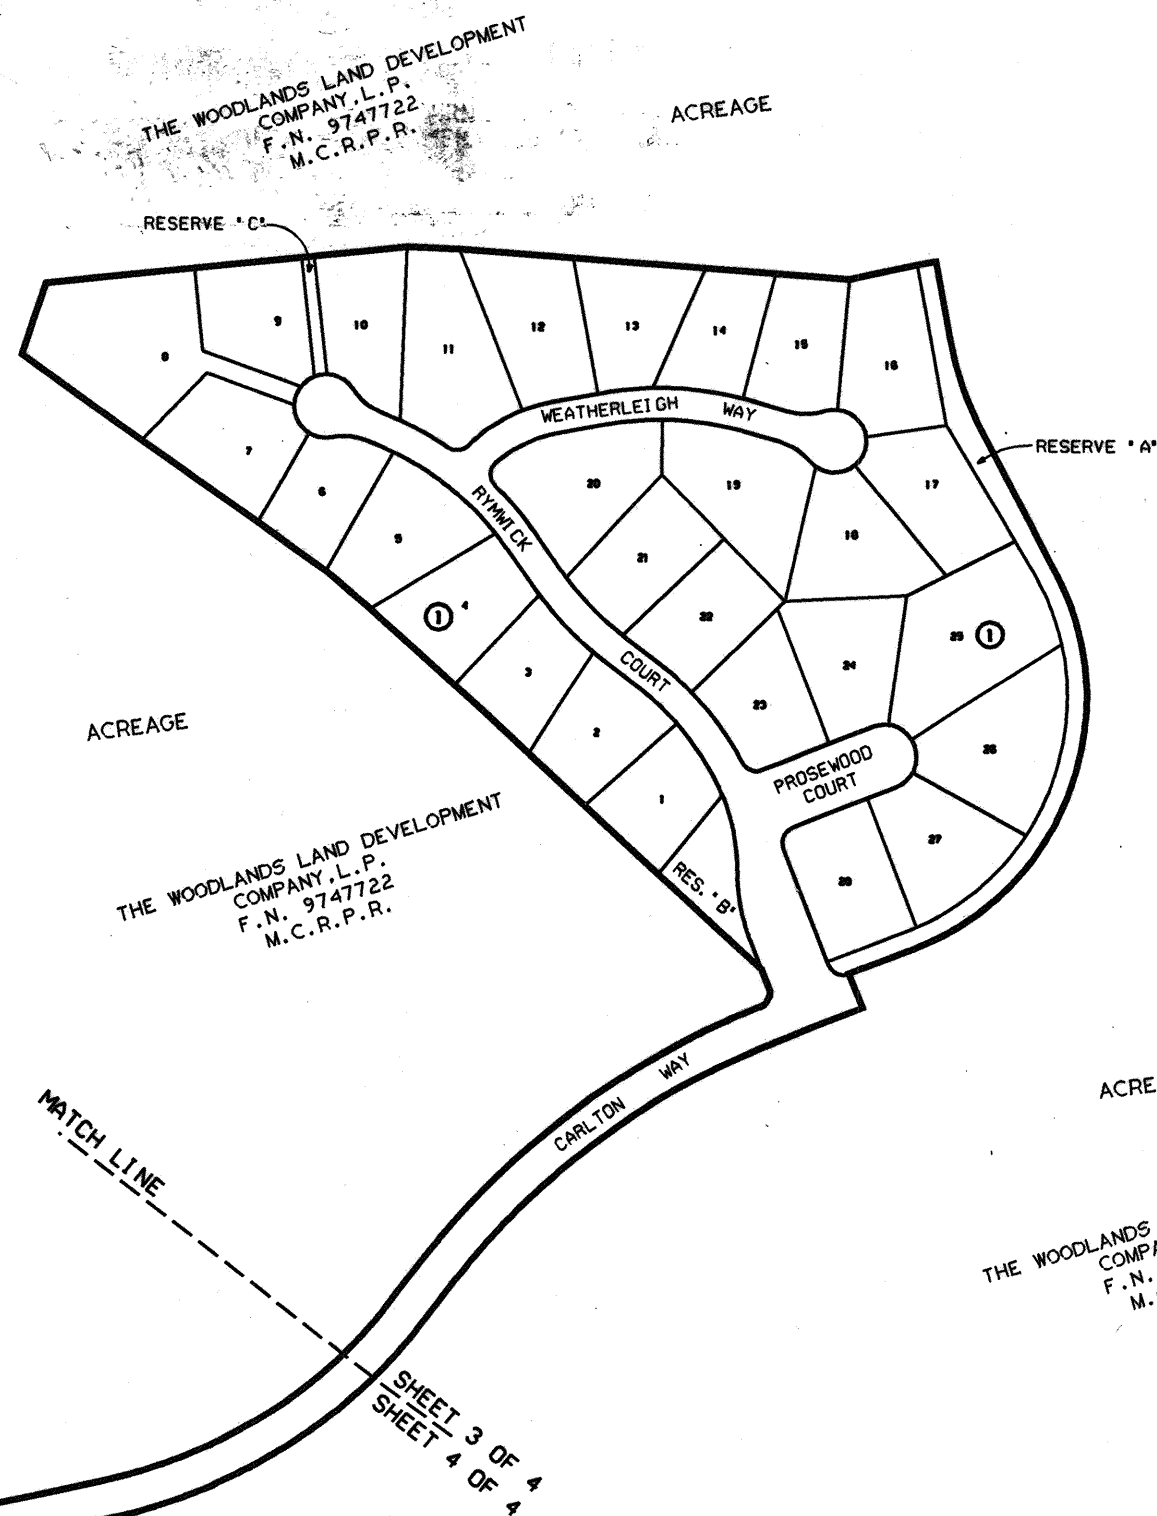 THE WOODLANDS LAND DEVELOPMENT
COMPANY, L.P.
F.N. 9747722
M.C.R.P.R.
ACREAGE
RESERVE "C"
8
9
10
11
12
13
14
15
16
RESERVE "A"
WEATHERLEIGH WAY
7
6
5
4
1
3
2
1
RES. "B"
RYMWICK
COURT
20
19
17
18
21
22
23
24
25
1
26
27
28
PROSEWOOD
COURT
ACREAGE
THE WOODLANDS LAND DEVELOPMENT
COMPANY, L.P.
F.N. 9747722
M.C.R.P.R.
CARLTON WAY
MATCH LINE
SHEET 3 OF 4
SHEET 4 OF 4
ACRE
THE WOODLANDS
COMPA
F.N.
M.